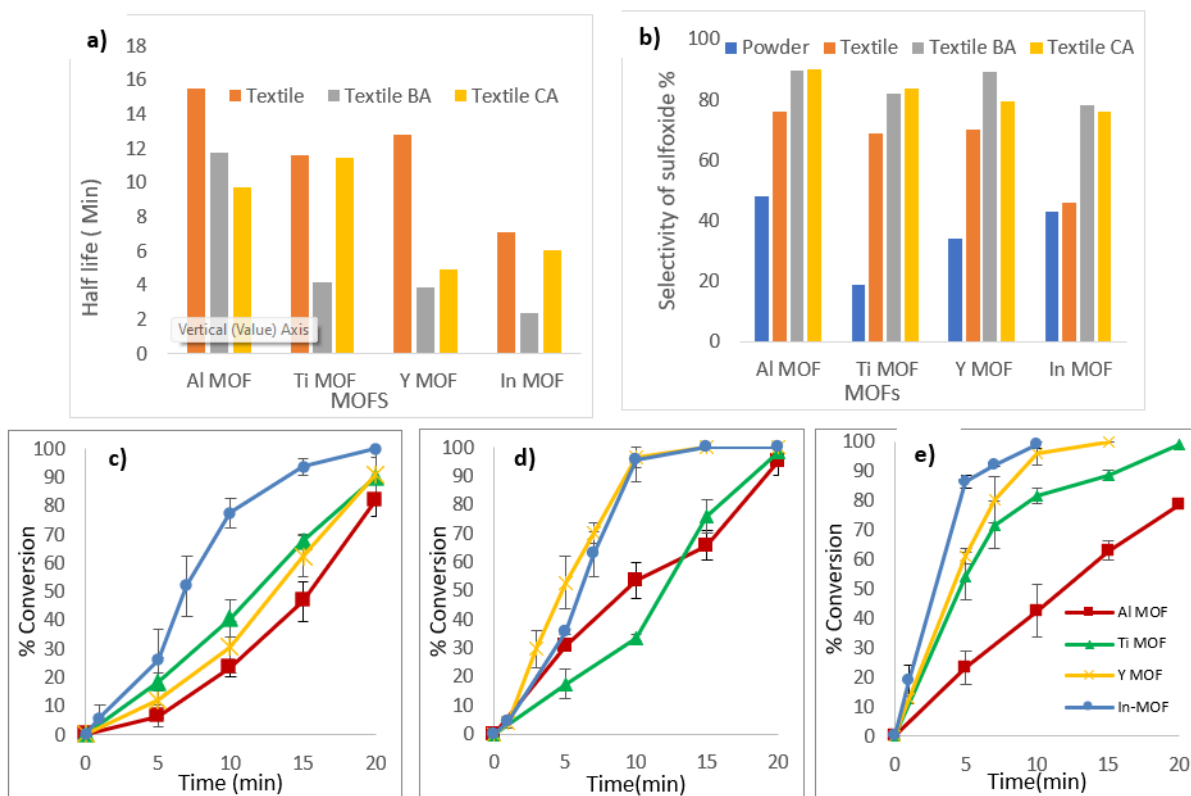 a)
18
16
14
12
10
8
6
4
2
0
Half life ( Min)
Textile Textile BA Textile CA
Vertical (Value) Axis
Al MOF Ti MOF Y MOF In MOF
MOFS
b)
100
80
60
40
20
0
Selectivity of sulfoxide %
Powder Textile Textile BA Textile CA
Al MOF Ti MOF Y MOF In MOF
MOFs
c)
100
90
80
70
60
50
40
30
20
10
0
% Conversion
0 5 10 15 20
Time (min)
d)
100
90
80
70
60
50
40
30
20
10
0
% Conversion
0 5 10 15 20
Time(min)
e)
100
90
80
70
60
50
40
30
20
10
0
% Conversion
Al MOF
Ti MOF
Y MOF
In-MOF
0 5 10 15 20
Time(min)